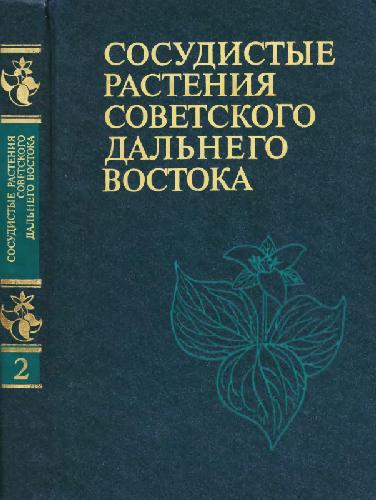 СОСУДИСТЫЕ
РАСТЕНИЯ
СОВЕТСКОГО
ДАЛЬНЕГО
ВОСТОКА
СОСУДИСТЫЕ РАСТЕНИЯ
СОВЕТСКОГО
ДАЛЬНЕГО ВОСТОКА
2